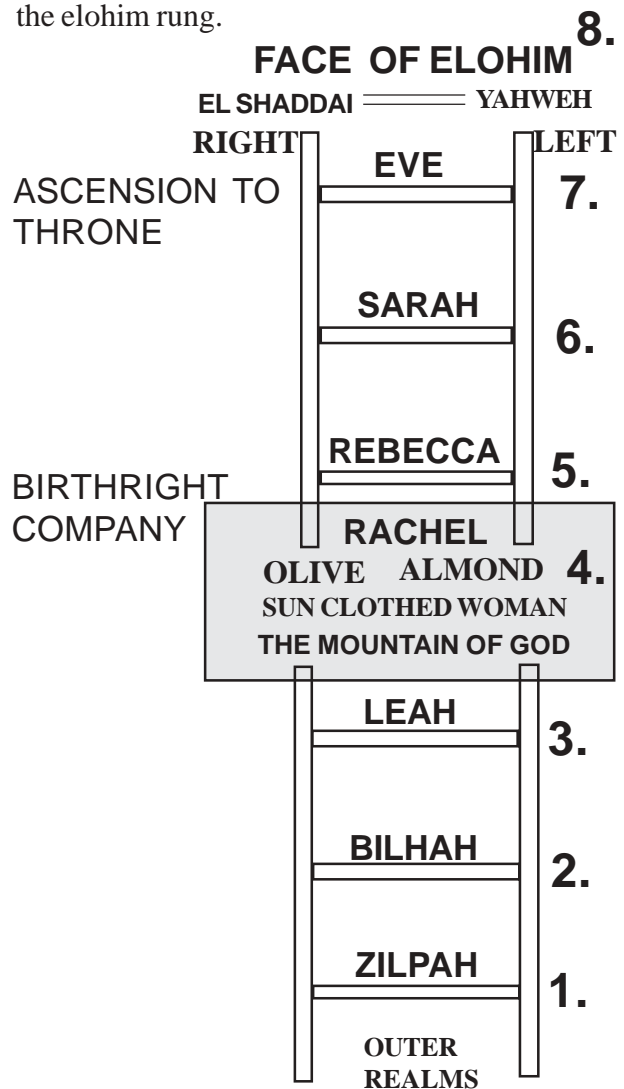 the elohim rung.
8.
FACE OF ELOHIM
EL SHADDAI YAHWEH
RIGHT LEFT
EVE
ASCENSION TO
THRONE
7.
SARAH
6.
REBECCA
5.
BIRTHRIGHT
COMPANY
RACHEL
OLIVE ALMOND 4.
SUN CLOTHED WOMAN
THE MOUNTAIN OF GOD
LEAH
3.
BILHAH
2.
ZILPAH
1.
OUTER
REALMS